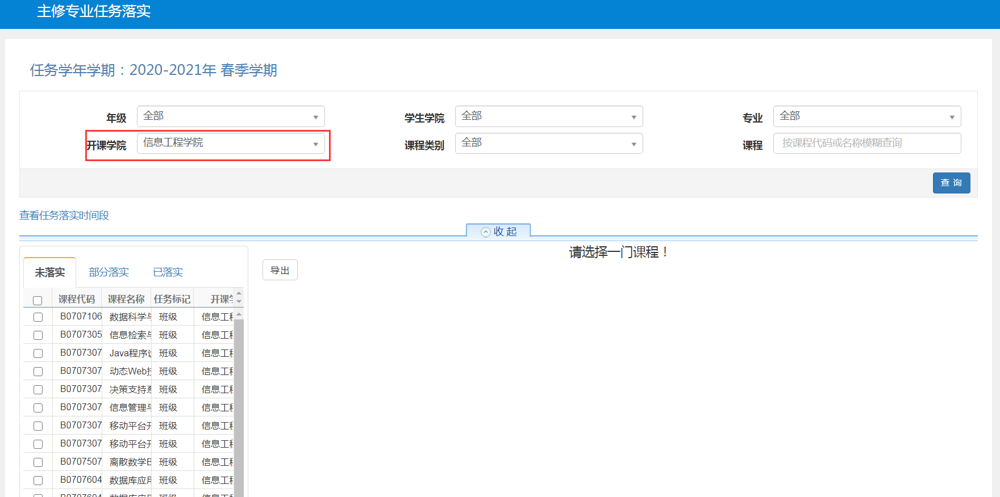 主修专业任务落实
任务学年学期：2020-2021年 春季学期
年级 全部 学生学院 全部 专业 全部
开课学院 信息工程学院 课程类别 全部 课程 按课程代码或名称模糊查询
查 询
查看任务落实时间段
收 起
请选择一门课程！
未落实 部分落实 已落实
导出
课程代码 课程名称 任务标记 开课
B0707106 数据科学 班级 信息工
B0707305 信息检索 班级 信息工
B0707307 Java程序 班级 信息工
B0707307 动态Web 班级 信息工
B0707307 决策支持 班级 信息工
B0707307 信息管理 班级 信息工
B0707307 移动平台 班级 信息工
B0707307 移动平台 班级 信息工
B0707507 离散数学B 班级 信息工
B0707604 数据库应用 班级 信息工